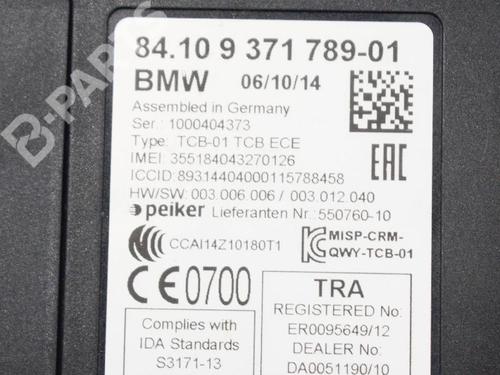 84.10 9 371 789-01
BMW 06/10/14
Assembled in Germany
Ser.: 1000404373
Type: TCB-01 TCB ECE
IMEI: 355184043270126
ICCID: 89314404000115788458
HW/SW: 003.006.006 / 003.012.040
peiker Lieferanten Nr.: 550760-10
EAC
CCAI14Z10180T1
MISP-CRM-
QWY-TCB-01
CE0700
Complies with
IDA Standards
S3171-13
TRA
REGISTERED No:
ER0095649/12
DEALER No:
DA0051190/10
B-PARTS